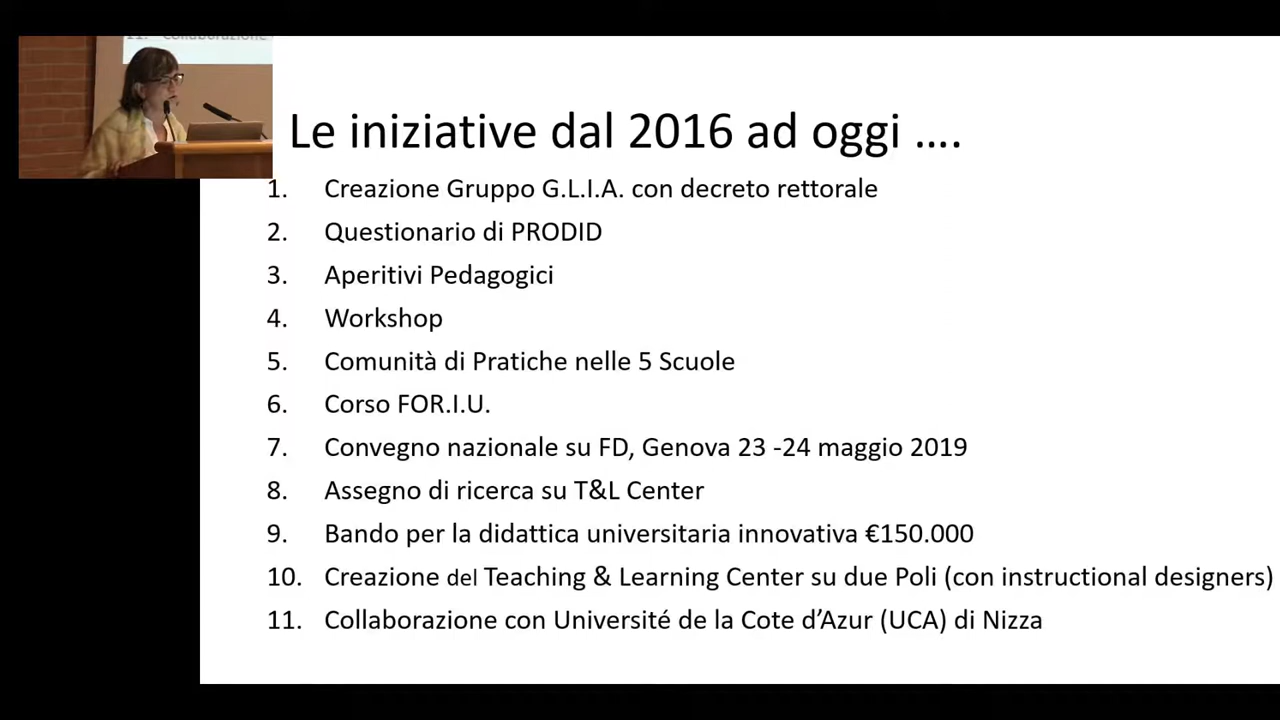 Collaborazione
Le iniziative dal 2016 ad oggi ….
1. Creazione Gruppo G.L.I.A. con decreto rettorale
2. Questionario di PRODID
3. Aperitivi Pedagogici
4. Workshop
5. Comunità di Pratiche nelle 5 Scuole
6. Corso FOR.I.U.
7. Convegno nazionale su FD, Genova 23 -24 maggio 2019
8. Assegno di ricerca su T&L Center
9. Bando per la didattica universitaria innovativa €150.000
10. Creazione del Teaching & Learning Center su due Poli (con instructional designers)
11. Collaborazione con Université de la Cote d’Azur (UCA) di Nizza